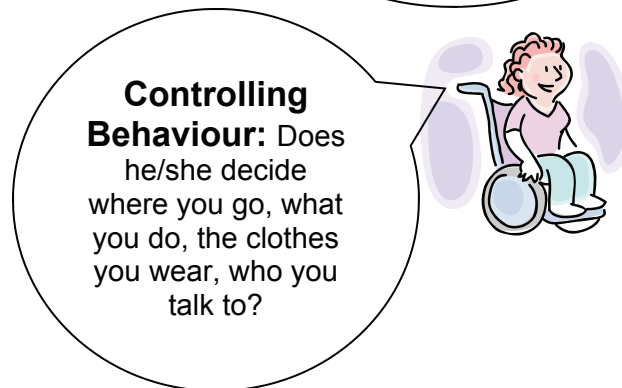 Controlling
Behaviour: Does
he/she decide
where you go, what
you do, the clothes
you wear, who you
talk to?